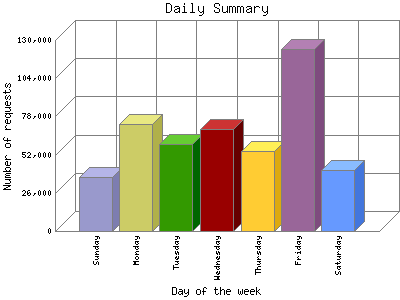 Daily Summary
Number of requests
130,000
104,000
78,000
52,000
26,000
0
Sunday
Monday
Tuesday
Wednesday
Thursday
Friday
Saturday
Day of the week